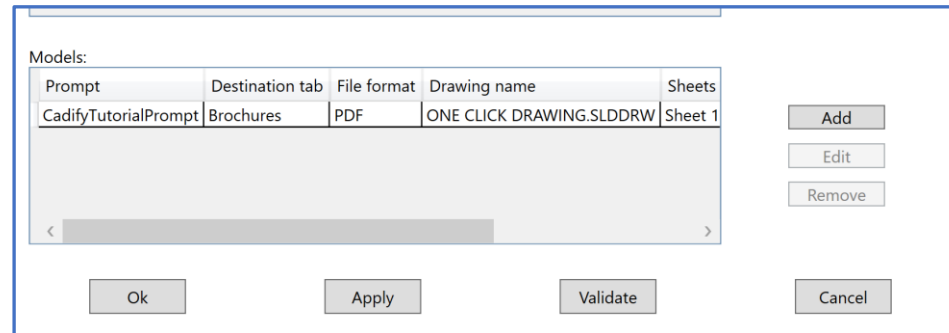 Models:
Prompt Destination tab File format Drawing name Sheets
CadifyTutorialPrompt Brochures PDF ONE CLICK DRAWING.SLDDRW Sheet 1
Add
Edit
Remove
Ok Apply Validate Cancel